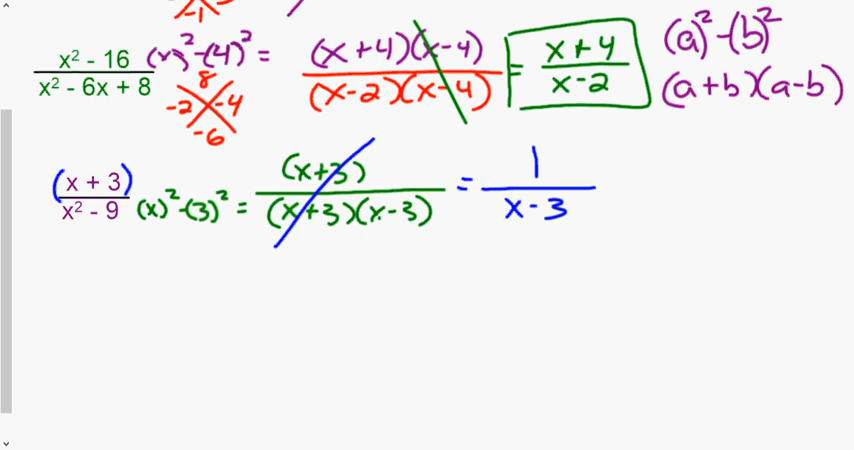 -1
x² - 16 / x² - 6x + 8 (x)² - (4)² = (x + 4)(x - 4) / (x - 2)(x - 4) = x + 4 / x - 2 (a)² - (b)²
8
-2 -4
-6
(a + b)(a - b)
(x + 3) / x² - 9 (x)² - (3)² = (x + 3) / (x + 3)(x - 3) = 1 / x - 3